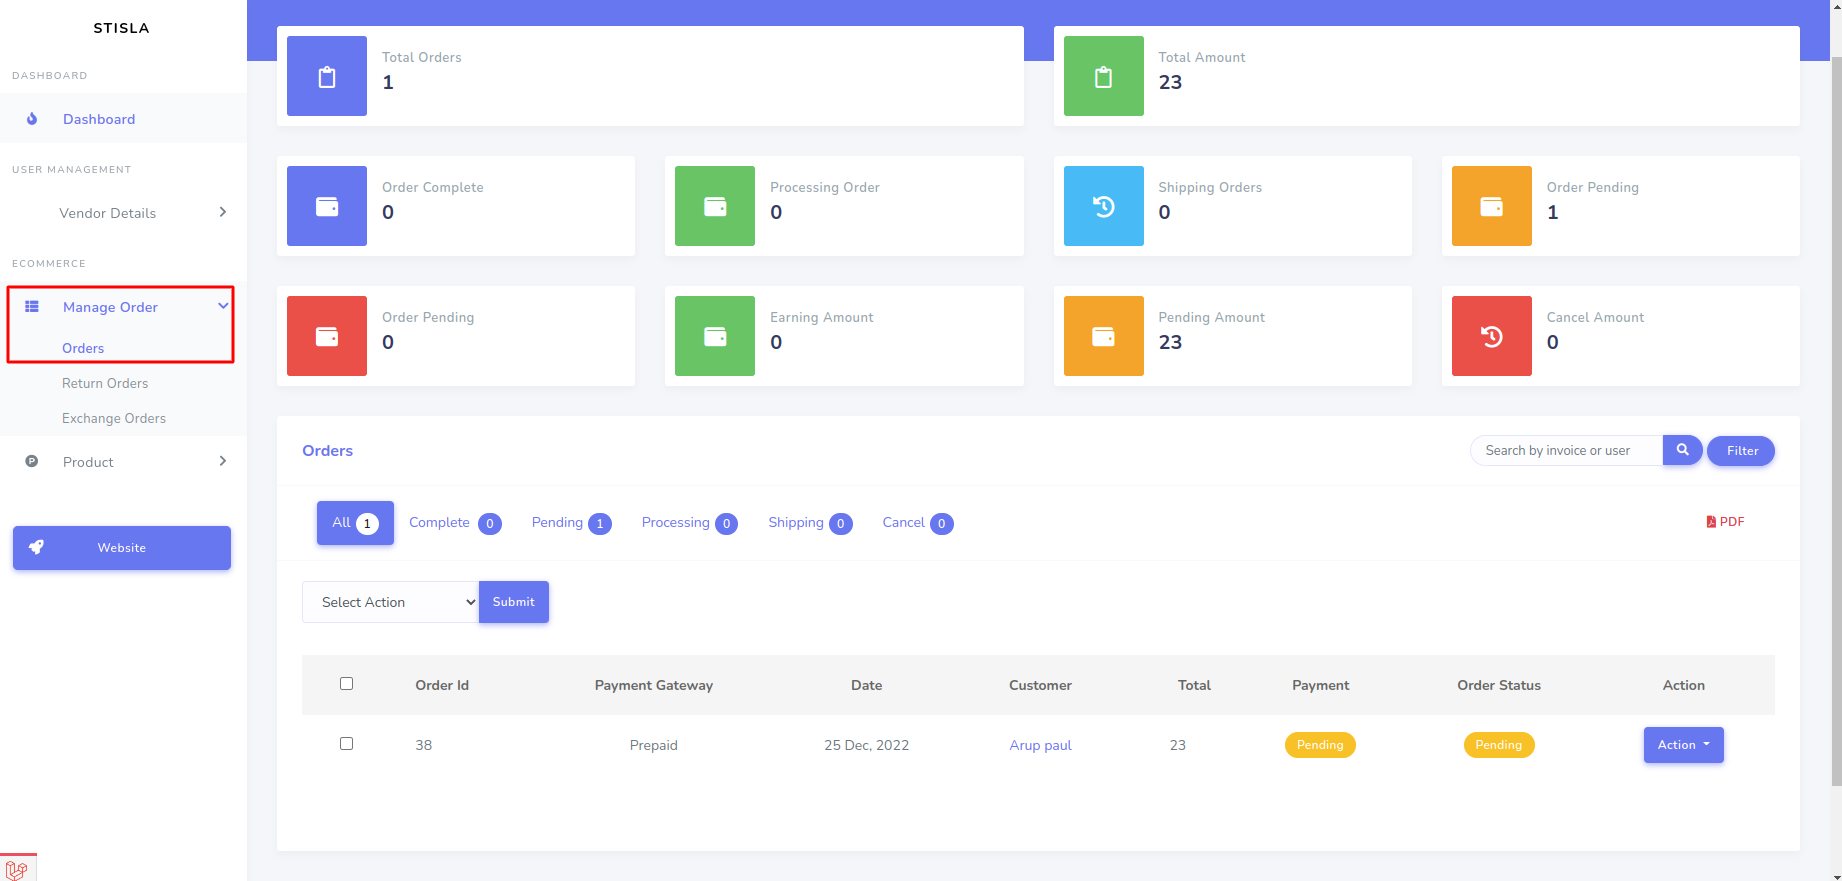 STISLA
DASHBOARD
Dashboard
USER MANAGEMENT
Vendor Details
ECOMMERCE
Manage Order
Orders
Return Orders
Exchange Orders
P Product
Website
Total Orders
1
Total Amount
23
Order Complete
0
Processing Order
0
Shipping Orders
0
Order Pending
1
Order Pending
0
Earning Amount
0
Pending Amount
23
Cancel Amount
0
Orders
Search by invoice or user
Filter
All 1 Complete 0 Pending 1 Processing 0 Shipping 0 Cancel 0 PDF
Select Action Submit
Order Id Payment Gateway Date Customer Total Payment Order Status Action
38 Prepaid 25 Dec, 2022 Arup paul 23 Pending Pending Action